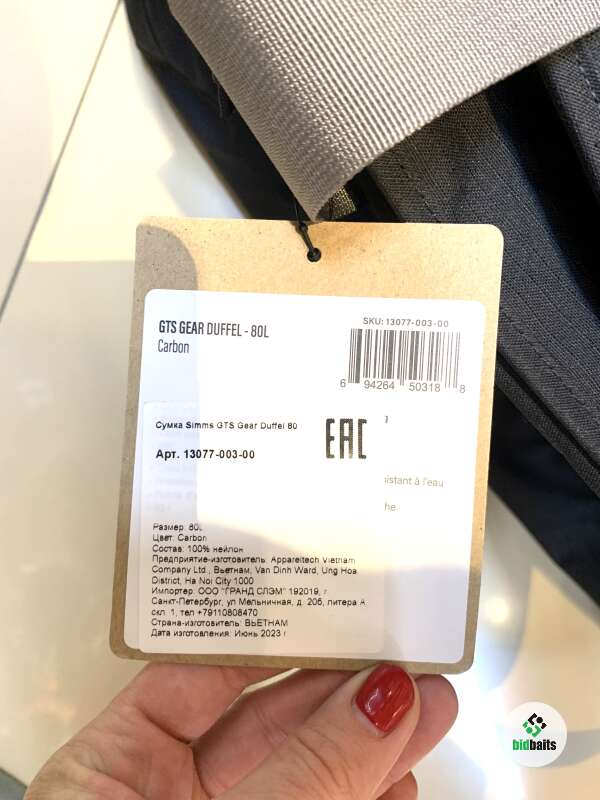 GTS GEAR DUFFEL - 80L
Carbon
SKU: 13077-003-00
6 94264 50318 8
Сумка Simms GTS Gear Duffel 80
EAC
Арт. 13077-003-00
istant à l'eau
he
Размер: 80L
Цвет: Carbon
Состав: 100% нейлон
Предприятие-изготовитель: Appareltech Vietnam
Company Ltd., Вьетнам, Van Dinh Ward, Ung Hoa
District, Ha Noi City 1000
Импортер: ООО "ГРАНД СЛЭМ" 192019, г.
Санкт-Петербург, ул Мельничная, д. 20б, литера А
скл. 1, тел +79110808470
Страна-изготовитель: ВЬЕТНАМ
Дата изготовления: Июнь 2023 г
bidbaits